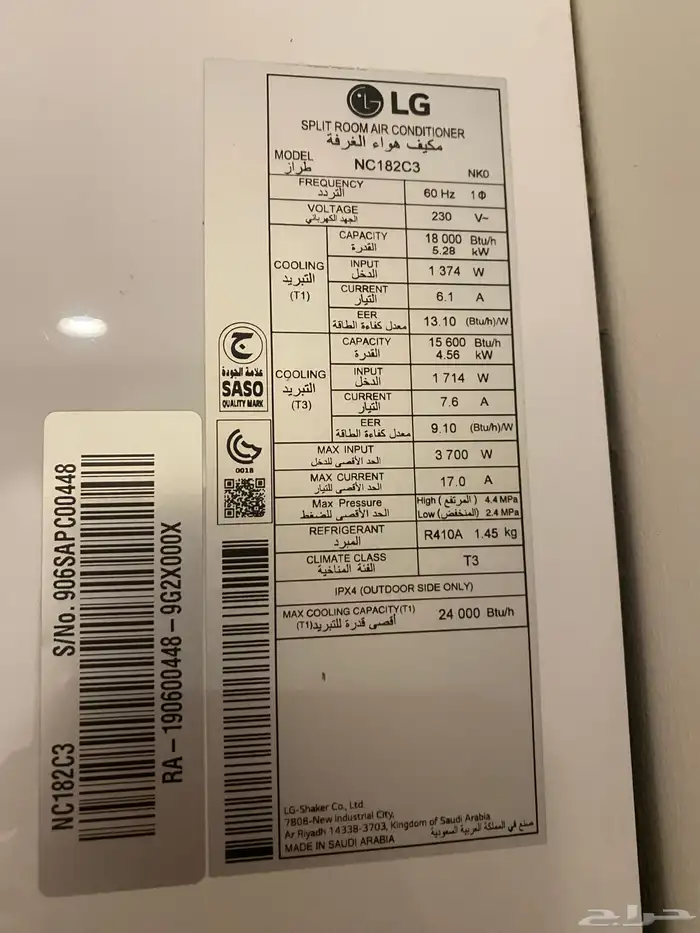 LG
SPLIT ROOM AIR CONDITIONER
مكيف هواء الغرفة
MODEL طراز NC182C3 NK0
FREQUENCY التردد 60 Hz 1Φ
VOLTAGE الجهد الكهربائي 230 V~
COOLING التبريد (T1)
CAPACITY القدرة 18 000 Btu/h 5.28 kW
INPUT الدخل 1 374 W
CURRENT التيار 6.1 A
EER معدل كفاءة الطاقة 13.10 (Btu/h)/W
COOLING التبريد (T3)
CAPACITY القدرة 15 600 Btu/h 4.56 kW
INPUT الدخل 1 714 W
CURRENT التيار 7.6 A
EER معدل كفاءة الطاقة 9.10 (Btu/h)/W
MAX INPUT الحد الأقصى للدخل 3 700 W
MAX CURRENT الحد الأقصى للتيار 17.0 A
Max Pressure الحد الأقصى للضغط High (المرتفع) 4.4 MPa
Low (المنخفض) 2.4 MPa
REFRIGERANT المبرد R410A 1.45 kg
CLIMATE CLASS الفئة المناخية T3
IPX4 (OUTDOOR SIDE ONLY)
MAX COOLING CAPACITY(T1) أقصى قدرة للتبريد(T1) 24 000 Btu/h
LG-Shaker Co., Ltd
7808-New Industrial City,
Ar Riyadh 14338-3703, Kingdom of Saudi Arabia
MADE IN SAUDI ARABIA صنع في المملكة العربية السعودية
علامة الجودة
SASO
QUALITY MARK
0018
NC182C3 S/No. 906SAPC00448
RA-190600448-9G2X000X
حراج